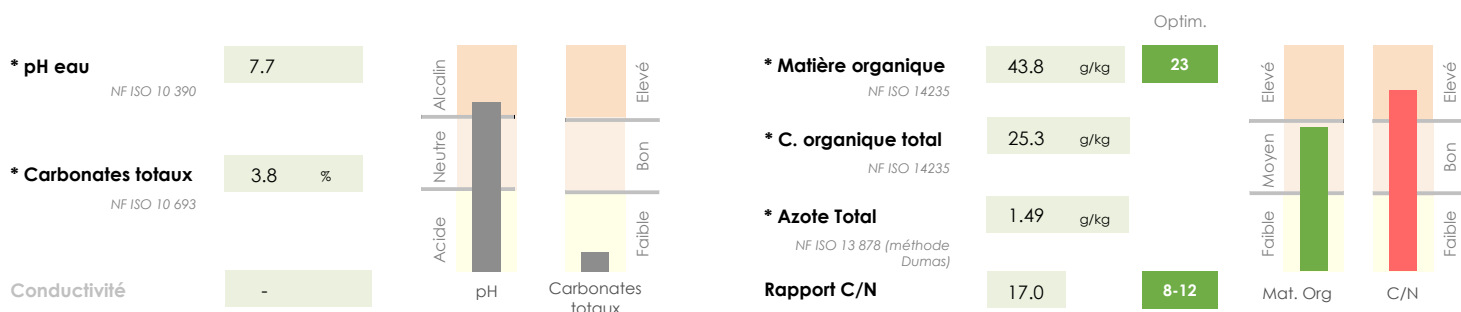 Optim.
* pH eau
7.7
NF ISO 10 390
* Carbonates totaux
3.8 %
NF ISO 10 693
Conductivité
-
Alcalin
Neutre
Acide
Elevé
Bon
Faible
pH
Carbonates
totaux
* Matière organique
43.8 g/kg
23
NF ISO 14235
* C. organique total
25.3 g/kg
NF ISO 14235
* Azote Total
1.49 g/kg
NF ISO 13 878 (méthode
Dumas)
Rapport C/N
17.0
8-12
Elevé
Moyen
Faible
Elevé
Bon
Faible
Mat. Org
C/N